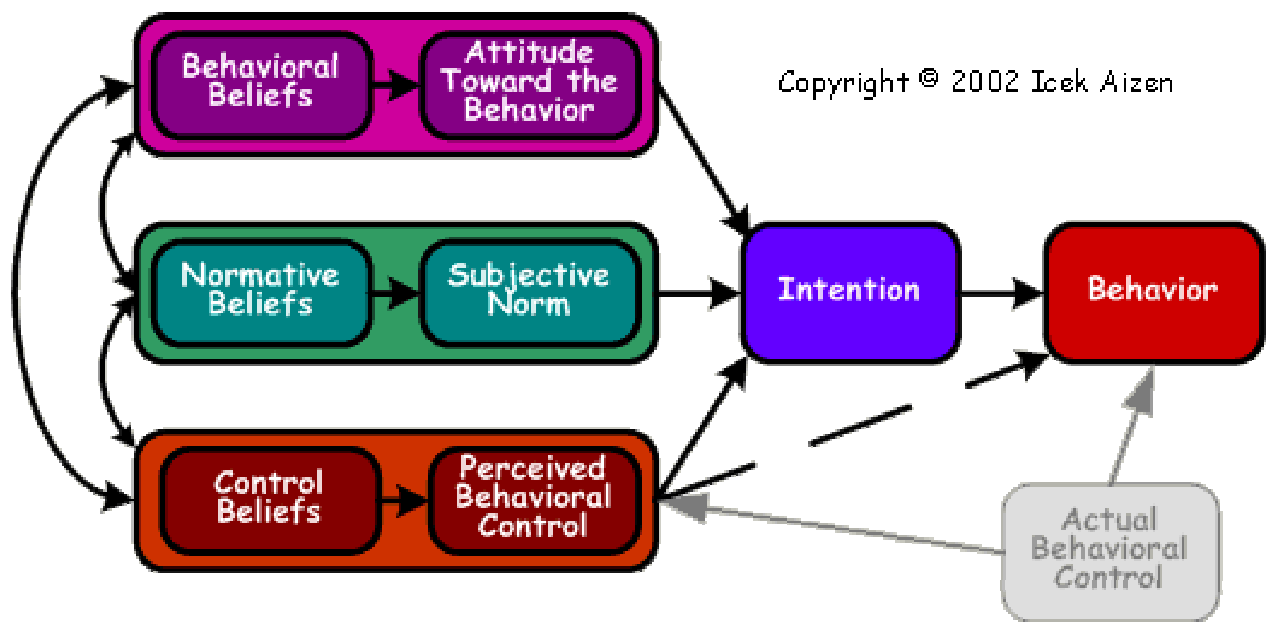 Behavioral
Beliefs
Attitude
Toward the
Behavior
Copyright © 2002 Icek Aizen
Normative
Beliefs
Subjective
Norm
Intention
Behavior
Control
Beliefs
Perceived
Behavioral
Control
Actual
Behavioral
Control